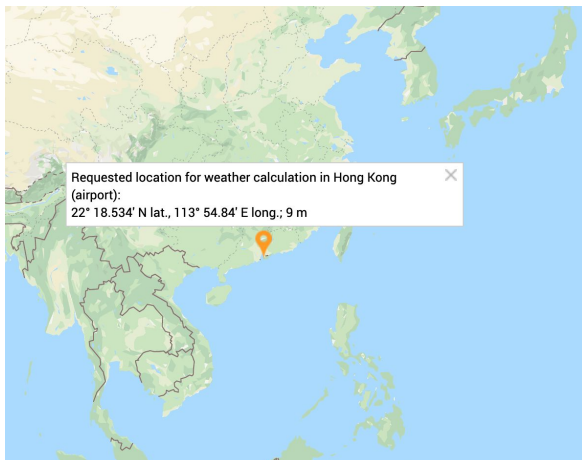 Requested location for weather calculation in Hong Kong
(airport):
22° 18.534' N lat., 113° 54.84' E long.; 9 m